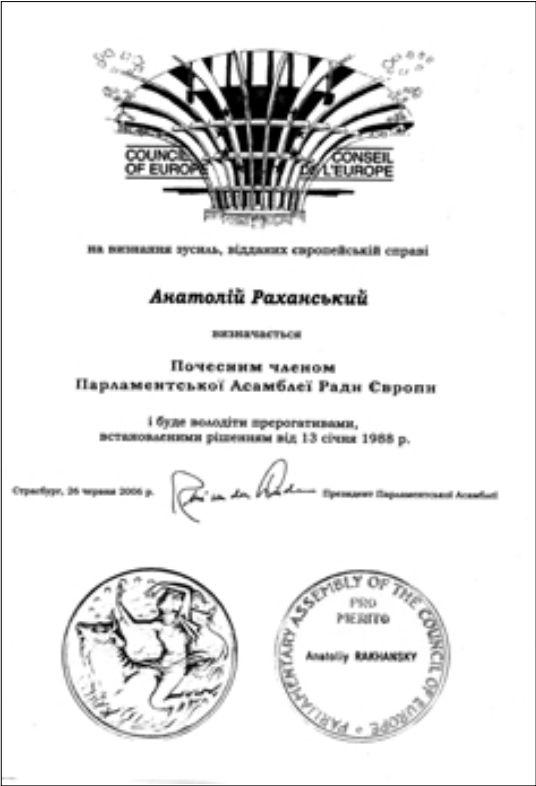 COUNCIL OF EUROPE
CONSEIL DE L'EUROPE
на визнання зусиль, відданих європейській справі
Анатолій Раханський
визначається
Почесним членом
Парламентської Асамблеї Ради Європи
і буде володіти прерогативами,
встановленими рішенням від 13 січня 1988 р.
Страсбург, 26 червня 2006 р.
Президент Парламентської Асамблеї
PARLIAMENTARY ASSEMBLY OF THE COUNCIL OF EUROPE
PRO
MERITO
Anatoliy RAKHANSKY